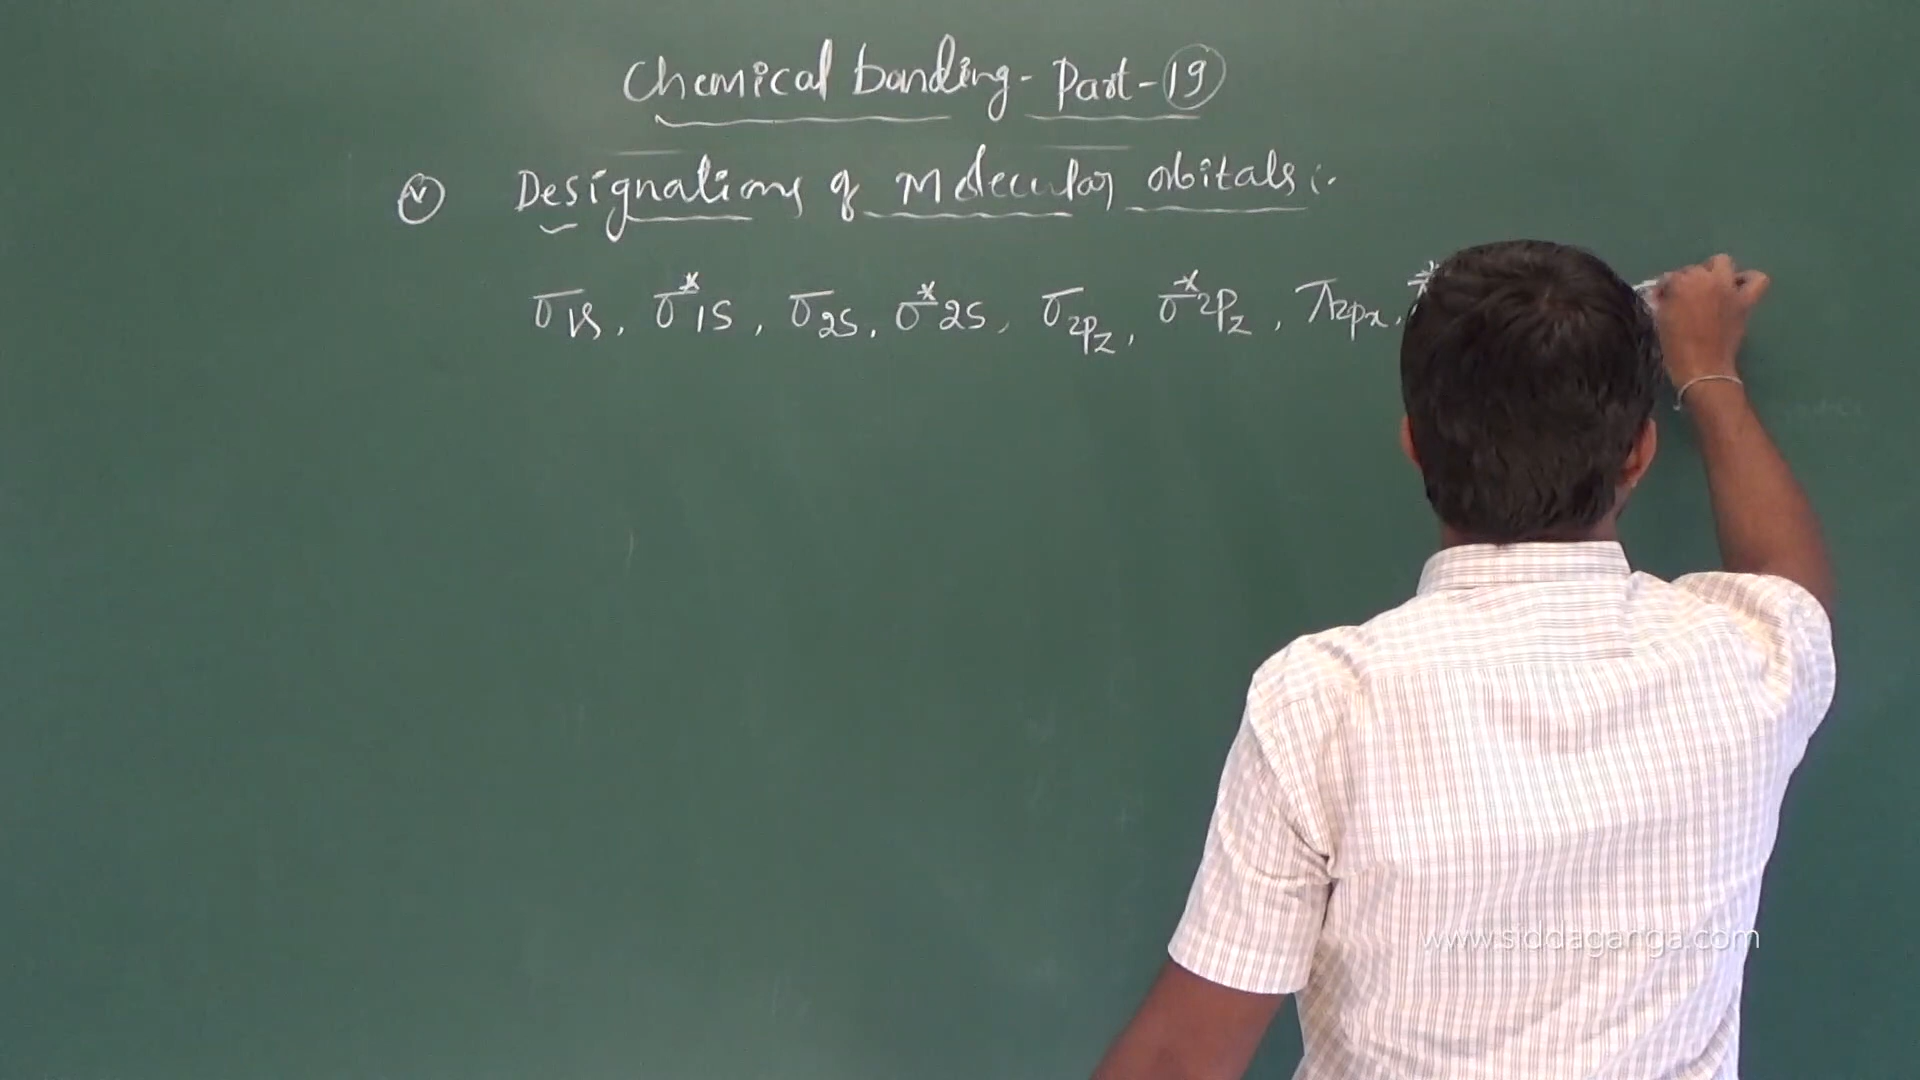 Chemical bonding - Part - 19
v Designations of Molecular orbitals :-
σ1s, σ*1s, σ2s, σ*2s, σ2pz, σ*2pz, π2px,
www.siddaganga.com